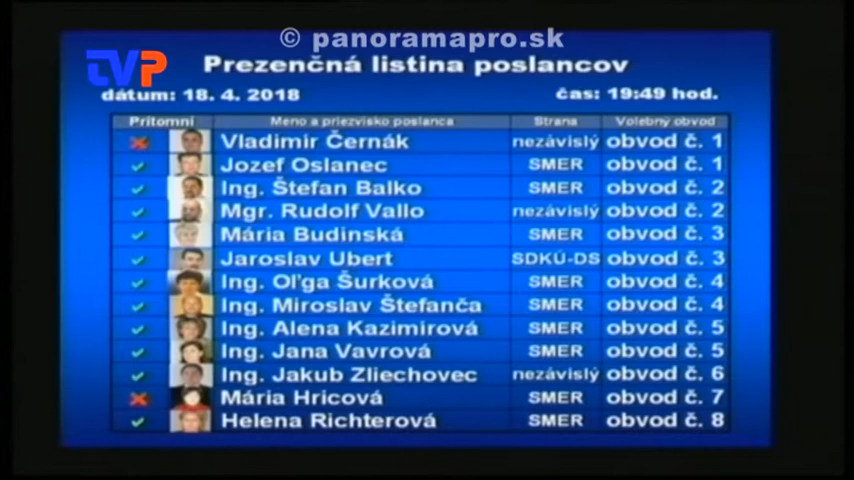 © panoramapro.sk
TVP
Prezenčná listina poslancov
dátum: 18. 4. 2018 čas: 19:49 hod.
Prítomní Meno a priezvisko poslanca Strana Volebny obvod
Vladimír Černák nezávislý obvod č. 1
Jozef Oslanec SMER obvod č. 1
Ing. Štefan Balko SMER obvod č. 2
Mgr. Rudolf Vallo nezávislý obvod č. 2
Mária Budinská SMER obvod č. 3
Jaroslav Ubert SDKÚ-DS obvod č. 3
Ing. Oľga Šurková SMER obvod č. 4
Ing. Miroslav Štefanča SMER obvod č. 4
Ing. Alena Kazimírová SMER obvod č. 5
Ing. Jana Vavrová SMER obvod č. 5
Ing. Jakub Zliechovec nezávislý obvod č. 6
Mária Hricová SMER obvod č. 7
Helena Richterová SMER obvod č. 8